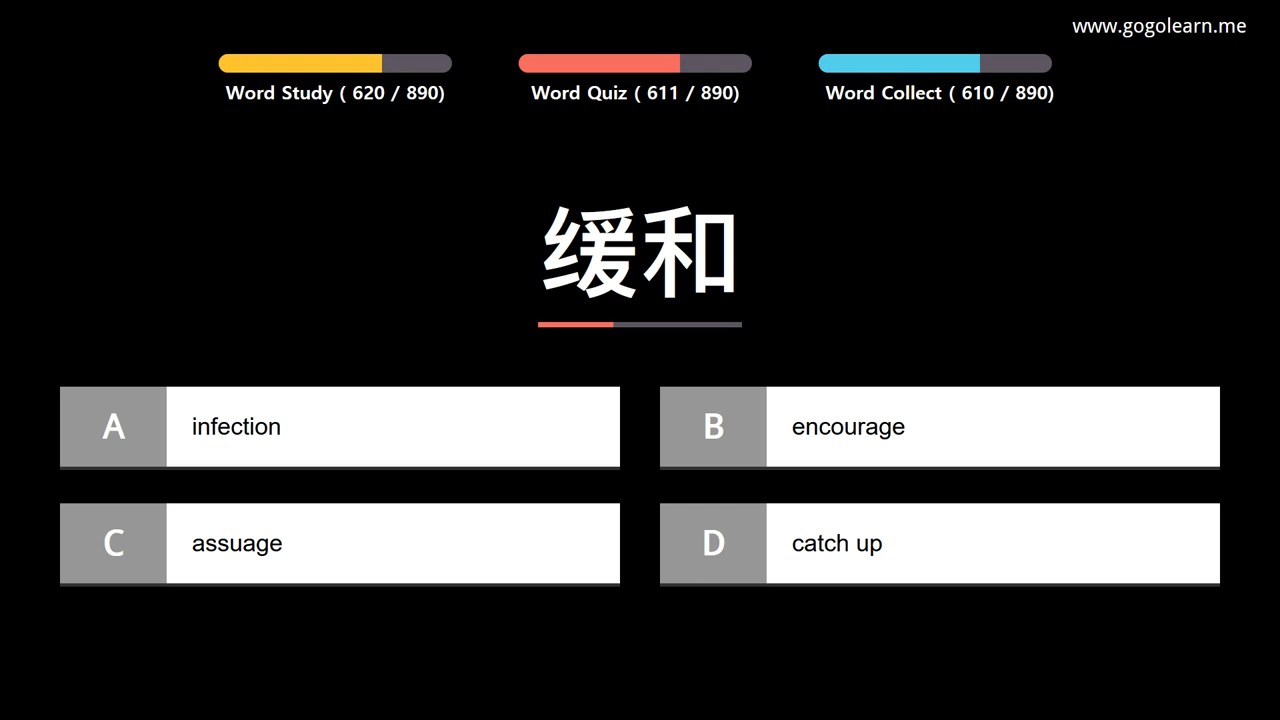 www.gogolearn.me
Word Study ( 620 / 890)
Word Quiz ( 611 / 890)
Word Collect ( 610 / 890)
缓和
A infection
B encourage
C assuage
D catch up